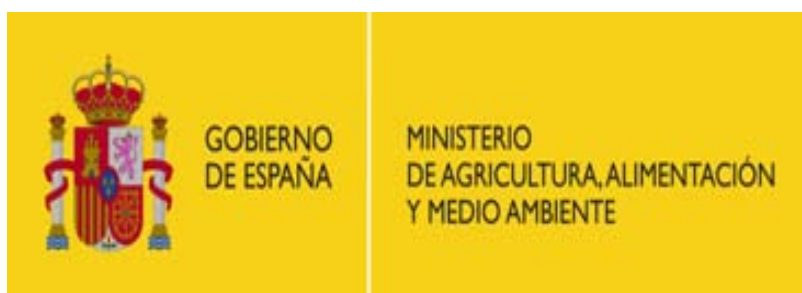 GOBIERNO
DE ESPAÑA
MINISTERIO
DE AGRICULTURA, ALIMENTACIÓN
Y MEDIO AMBIENTE